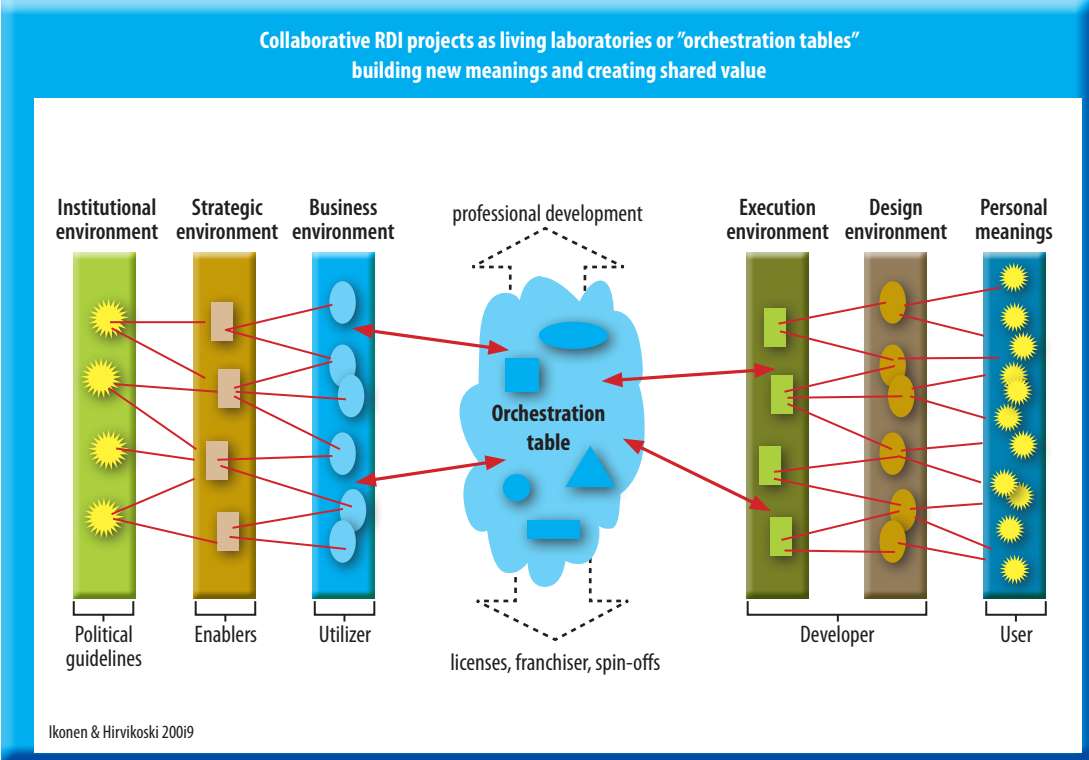 Collaborative RDI projects as living laboratories or ”orchestration tables”
building new meanings and creating shared value
Institutional
environment
Strategic
environment
Business
environment
professional development
Execution
environment
Design
environment
Personal
meanings
Orchestration
table
Political
guidelines
Enablers
Utilizer
licenses, franchiser, spin-offs
Developer
User
Ikonen & Hirvikoski 200i9